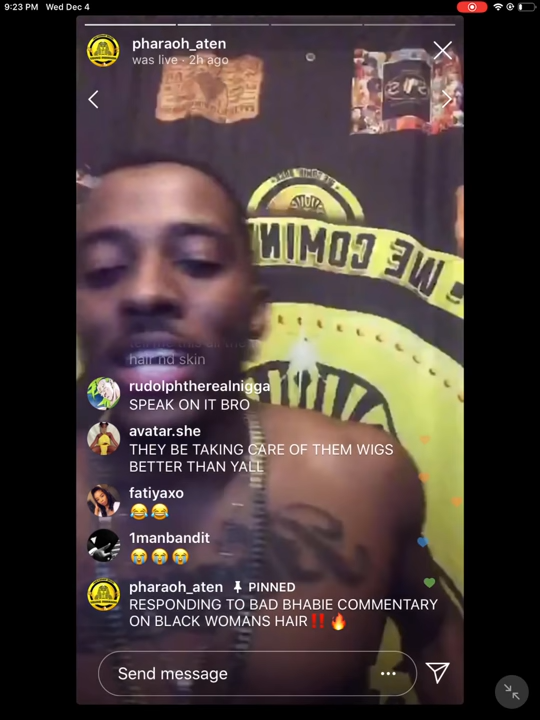 9:23 PM Wed Dec 4
pharaoh_aten
was live · 2h ago
hair nd skin
rudolphtherealnigga
SPEAK ON IT BRO
avatar.she
THEY BE TAKING CARE OF THEM WIGS
BETTER THAN YALL
fatiyaxo
😂😂
1manbandit
😭😭😭
pharaoh_aten PINNED
RESPONDING TO BAD BHABIE COMMENTARY
ON BLACK WOMANS HAIR‼️🔥
Send message